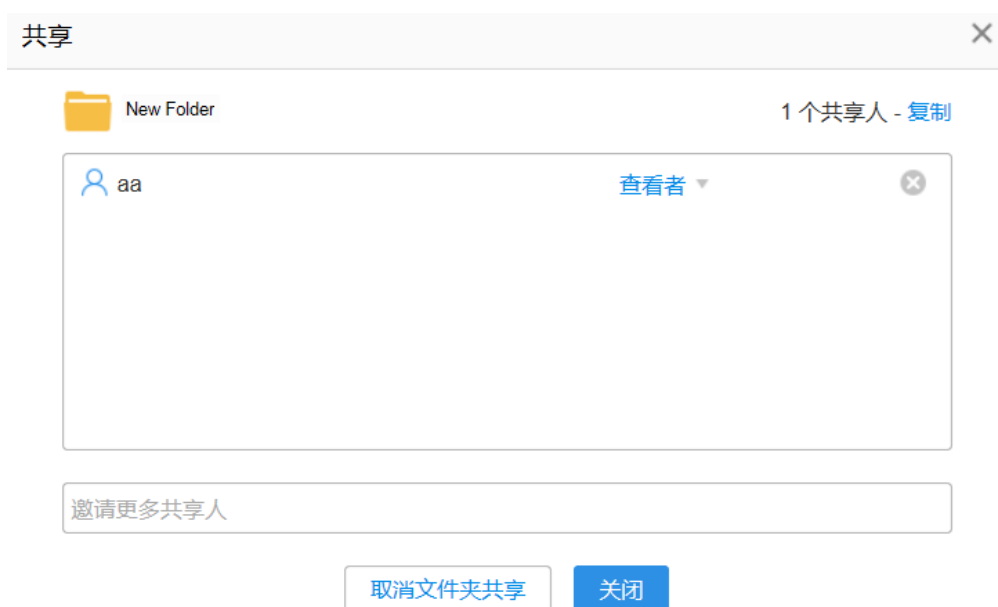 共享
New Folder
1 个共享人 - 复制
aa
查看者
邀请更多共享人
取消文件夹共享
关闭